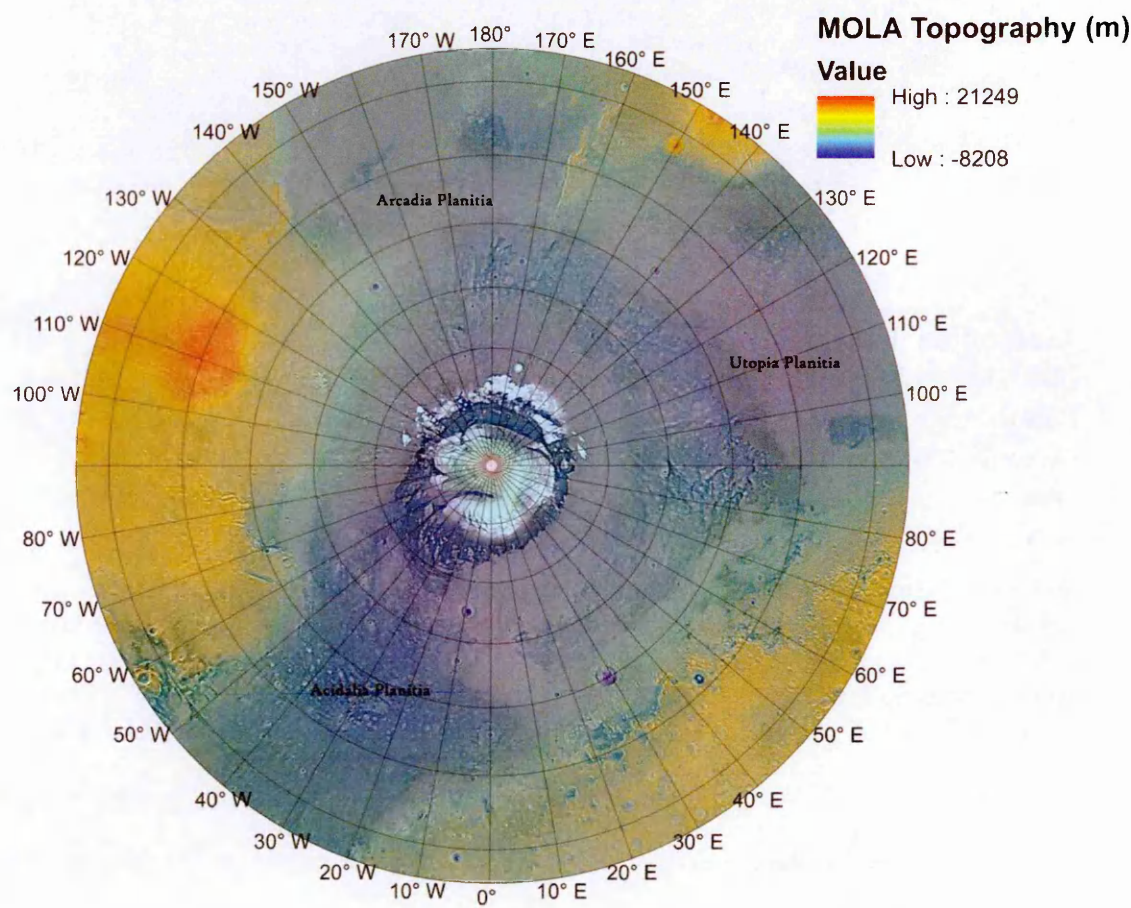 MOLA Topography (m)
Value
High : 21249
Low : -8208
170° W
180°
170° E
160° E
150° W
150° E
140° W
140° E
130° W
130° E
120° W
120° E
110° W
110° E
100° W
100° E
80° W
80° E
70° W
70° E
60° W
60° E
50° W
50° E
40° W
40° E
30° W
30° E
20° W
20° E
10° W
0°
10° E
Arcadia Planitia
Utopia Planitia
Acidalia Planitia